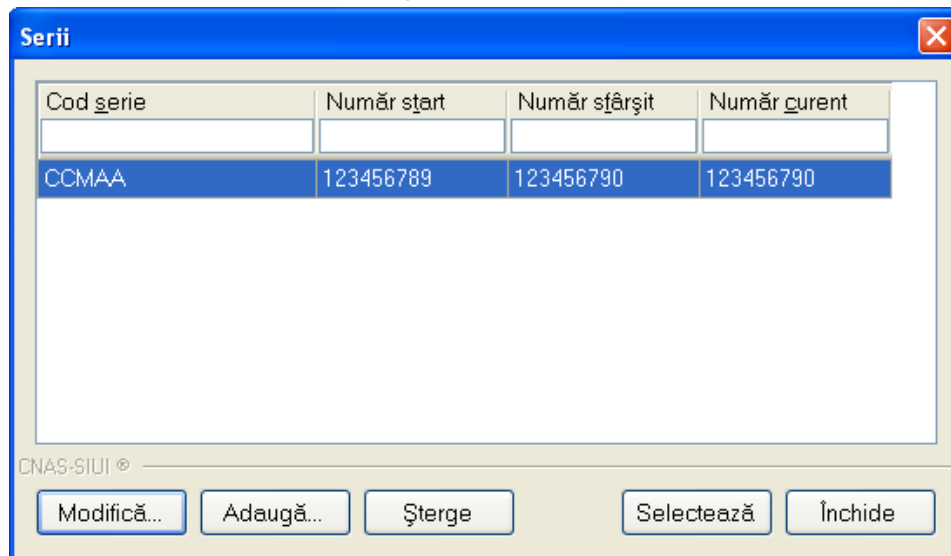 Serii
Cod serie Număr start Număr sfârşit Număr curent
CCMAA 123456789 123456790 123456790
CNAS-SIUI ®
Modifică... Adaugă... Şterge Selectează Închide